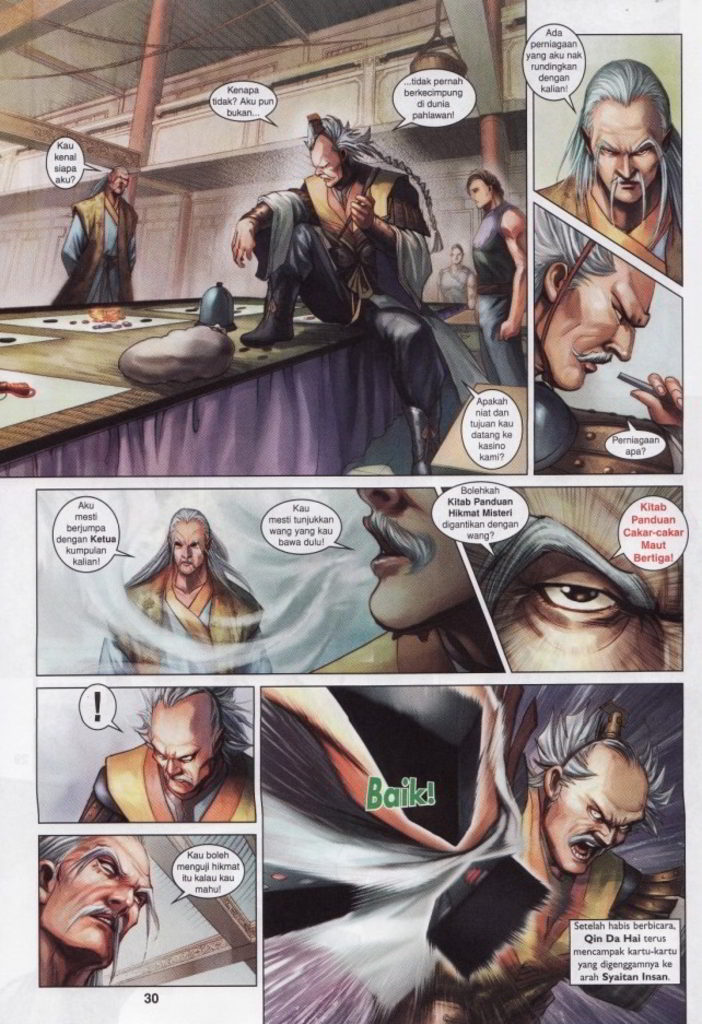 Kau
kenal
siapa
aku?
Kenapa
tidak? Aku pun
bukan...
...tidak pernah
berkecimpung
di dunia
pahlawan!
Apakah
niat dan
tujuan kau
datang ke
kasino
kami?
Ada
perniagaan
yang aku nak
rundingkan
dengan
kalian!
Perniagaan
apa?
Aku
mesti
berjumpa
dengan Ketua
kumpulan
kalian!
Kau
mesti tunjukkan
wang yang kau
bawa dulu!
Bolehkah
Kitab Panduan
Hikmat Misteri
digantikan dengan
wang?
Kitab
Panduan
Cakar-cakar
Maut
Bertiga!
!
Kau boleh
menguji hikmat
itu kalau kau
mahu!
Baik!
Setelah habis berbicara,
Qin Da Hai terus
mencampak kartu-kartu
yang digenggamnya ke
arah Syaitan Insan.
30